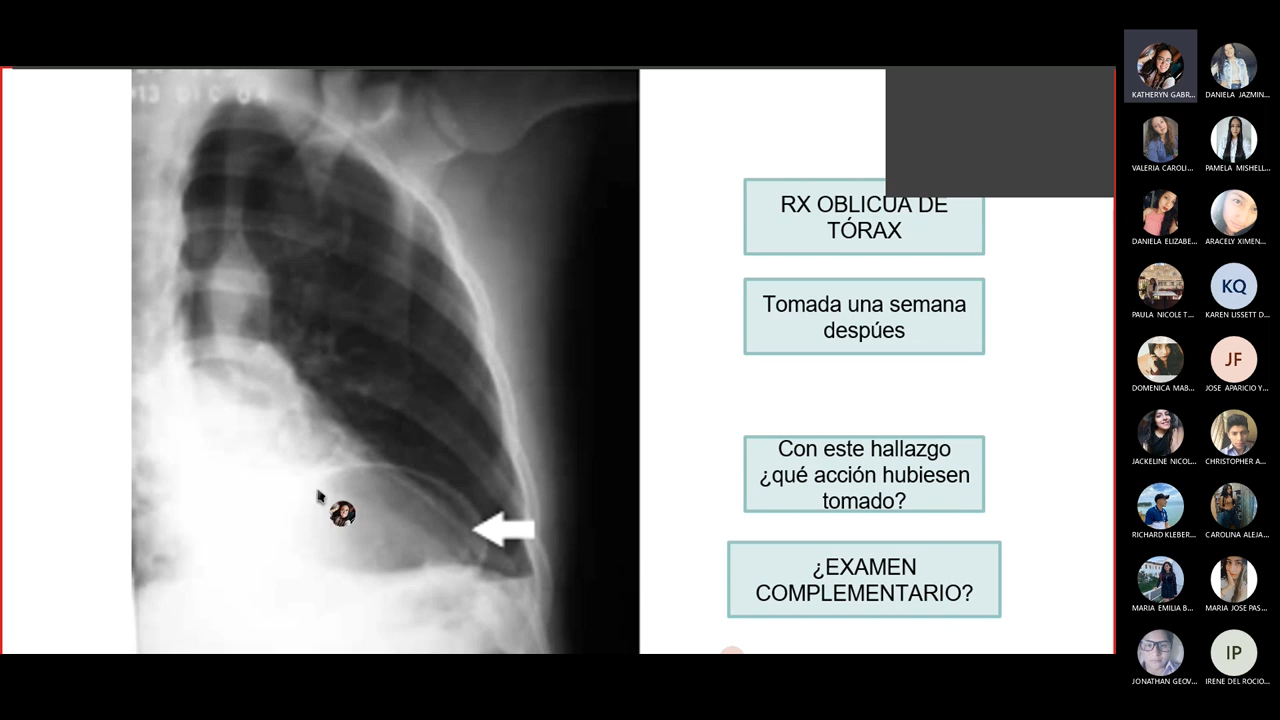 RX OBLICUA DE
TÓRAX
Tomada una semana
despúes
Con este hallazgo
¿qué acción hubiesen
tomado?
¿EXAMEN
COMPLEMENTARIO?
KATHERYN GABR...
DANIELA JAZMIN...
VALERIA CAROLI...
PAMELA MISHELL...
DANIELA ELIZABE...
ARACELY XIMEN...
PAULA NICOLE T...
KQ
KAREN LISSETT D...
DOMENICA MAB...
JF
JOSE APARICIO Y...
JACKELINE NICOL...
CHRISTOPHER A...
RICHARD KLEBER...
CAROLINA ALEJA...
MARIA EMILIA B...
MARIA JOSE PAS...
JONATHAN GEOV...
IP
IRENE DEL ROCIO...